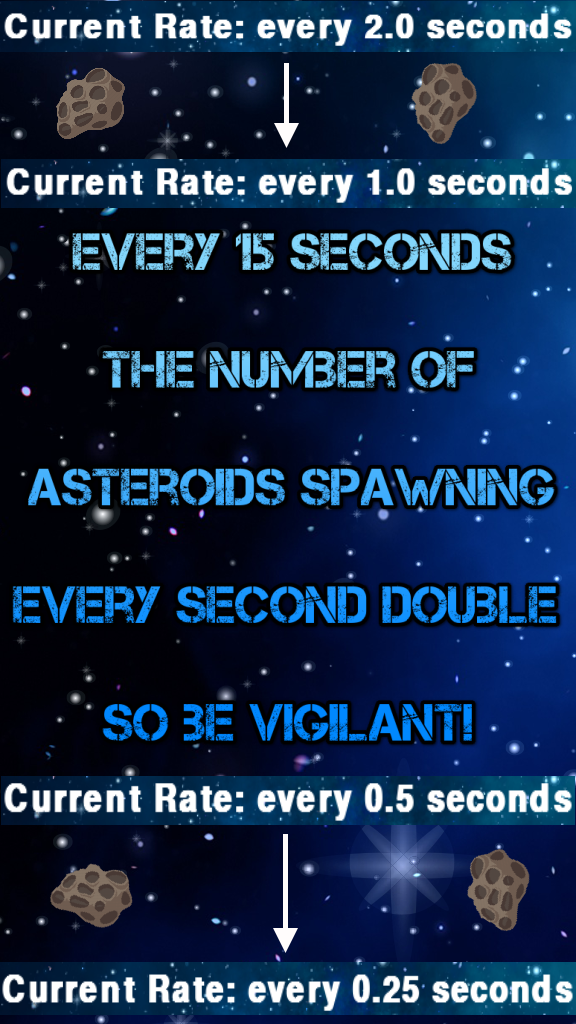 Current Rate: every 2.0 seconds
Current Rate: every 1.0 seconds
EVERY 15 SECONDS
THE NUMBER OF
ASTEROIDS SPAWNING
EVERY SECOND DOUBLE
SO BE VIGILANT!
Current Rate: every 0.5 seconds
Current Rate: every 0.25 seconds